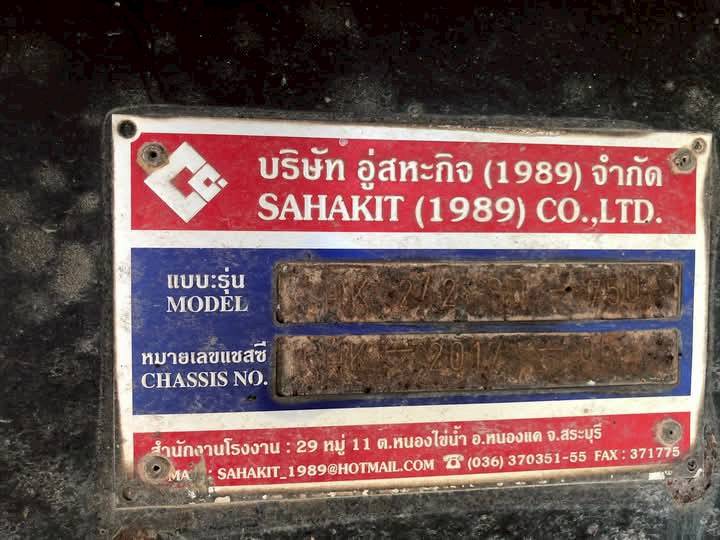 บริษัท อู่สหะกิจ (1989) จำกัด
SAHAKIT (1989) CO.,LTD.
แบบ:รุ่น
MODEL
หมายเลขแชสซี
CHASSIS NO.
สำนักงานโรงงาน : 29 หมู่ 11 ต.หนองไข่น้ำ อ.หนองแค จ.สระบุรี
: SAHAKIT_1989@HOTMAIL.COM ☎ (036) 370351-55 FAX : 371775